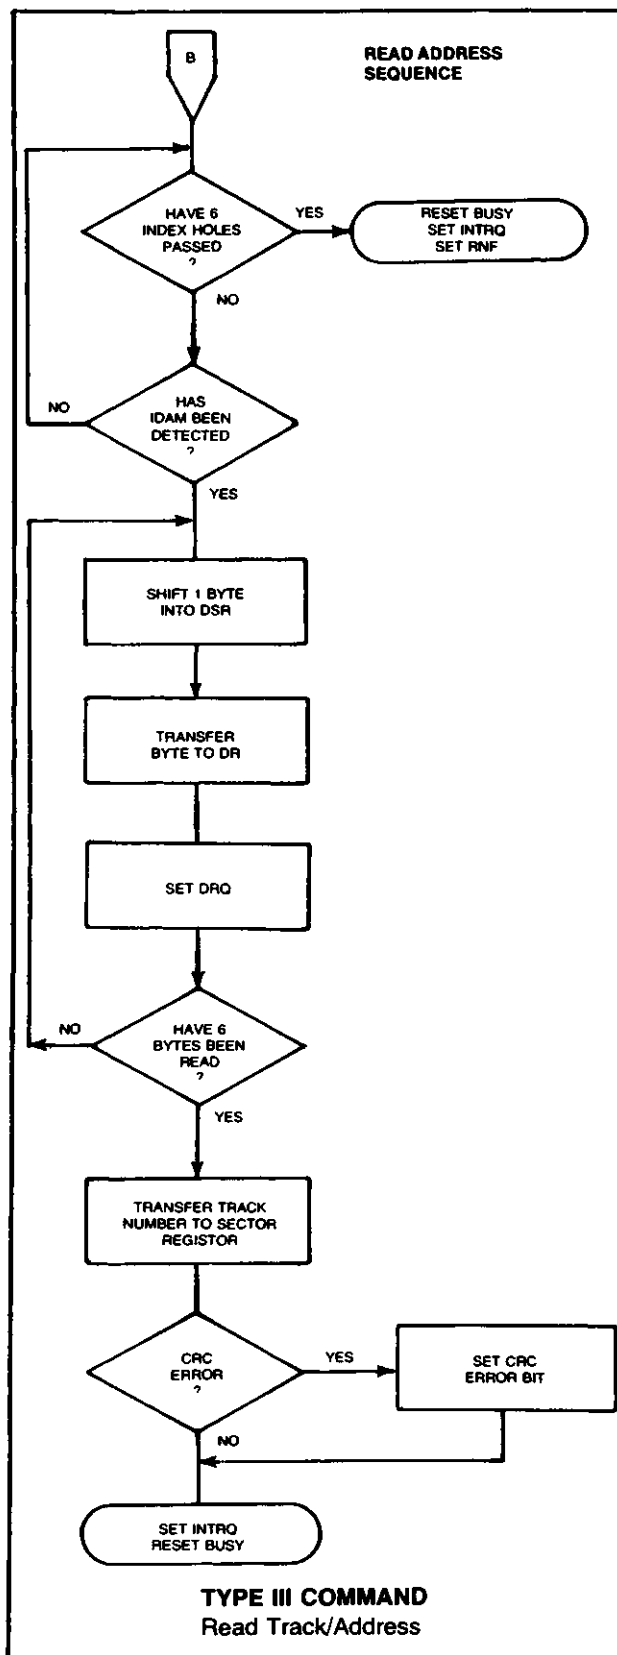 B
READ ADDRESS
SEQUENCE
HAVE 6
INDEX HOLES
PASSED
?
YES
RESET BUSY
SET INTRQ
SET RNF
NO
HAS
IDAM BEEN
DETECTED
?
NO
YES
SHIFT 1 BYTE
INTO DSR
TRANSFER
BYTE TO DR
SET DRQ
HAVE 6
BYTES BEEN
READ
?
NO
YES
TRANSFER TRACK
NUMBER TO SECTOR
REGISTOR
CRC
ERROR
?
YES
SET CRC
ERROR BIT
NO
SET INTRQ
RESET BUSY
TYPE III COMMAND
Read Track/Address